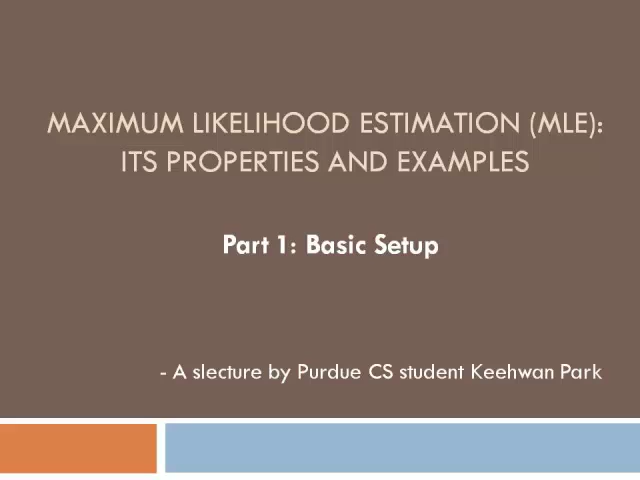 MAXIMUM LIKELIHOOD ESTIMATION (MLE):
ITS PROPERTIES AND EXAMPLES
Part 1: Basic Setup
- A slecture by Purdue CS student Keehwan Park